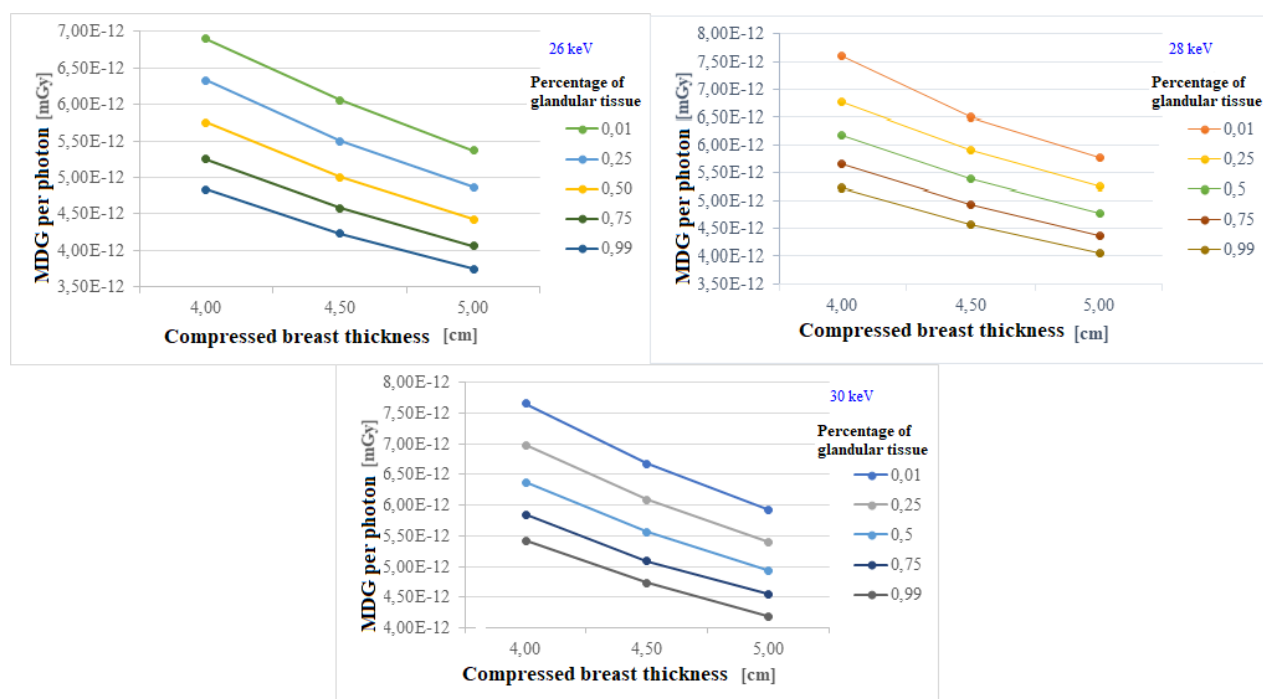 7,00E-12
6,50E-12
6,00E-12
5,50E-12
5,00E-12
4,50E-12
4,00E-12
3,50E-12
MDG per photon [mGy]
4,00 4,50 5,00
Compressed breast thickness [cm]
26 keV
Percentage of
glandular tissue
0,01
0,25
0,50
0,75
0,99
8,00E-12
7,50E-12
7,00E-12
6,50E-12
6,00E-12
5,50E-12
5,00E-12
4,50E-12
4,00E-12
3,50E-12
MDG per photon [mGy]
4,00 4,50 5,00
Compressed breast thickness [cm]
28 keV
Percentage of
glandular tissue
0,01
0,25
0,5
0,75
0,99
8,00E-12
7,50E-12
7,00E-12
6,50E-12
6,00E-12
5,50E-12
5,00E-12
4,50E-12
4,00E-12
MDG per photon [mGy]
4,00 4,50 5,00
Compressed breast thickness [cm]
30 keV
Percentage of
glandular tissue
0,01
0,25
0,5
0,75
0,99